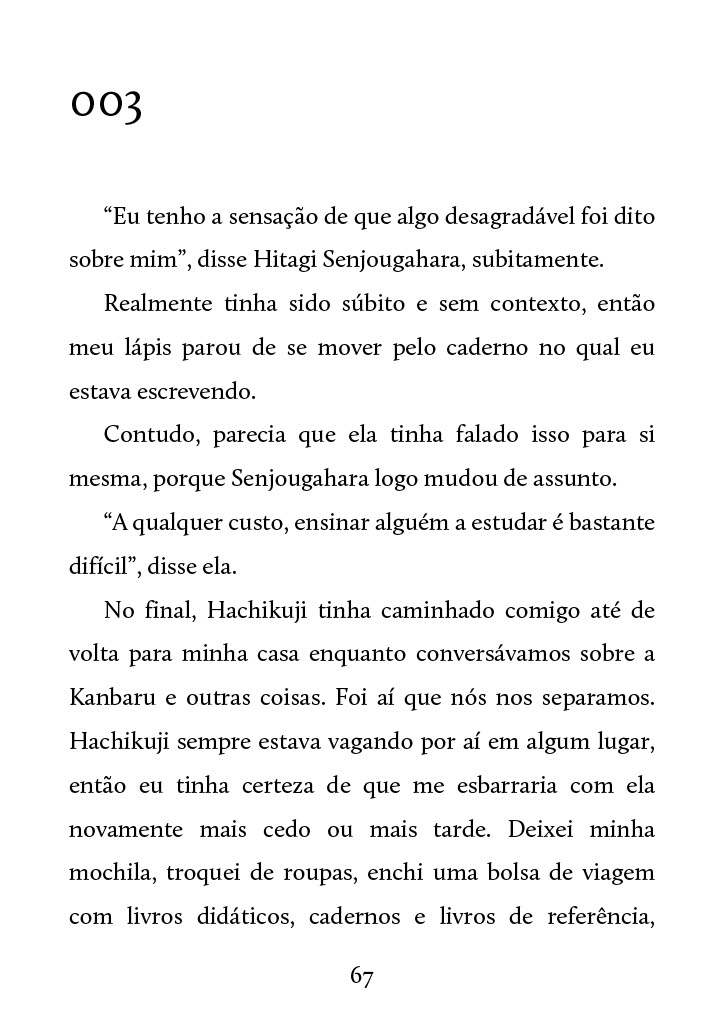 003
“Eu tenho a sensação de que algo desagradável foi dito
sobre mim”, disse Hitagi Senjougahara, subitamente.
Realmente tinha sido súbito e sem contexto, então
meu lápis parou de se mover pelo caderno no qual eu
estava escrevendo.
Contudo, parecia que ela tinha falado isso para si
mesma, porque Senjougahara logo mudou de assunto.
“A qualquer custo, ensinar alguém a estudar é bastante
difícil”, disse ela.
No final, Hachikuji tinha caminhado comigo até de
volta para minha casa enquanto conversávamos sobre a
Kanbaru e outras coisas. Foi aí que nós nos separamos.
Hachikuji sempre estava vagando por aí em algum lugar,
então eu tinha certeza de que me esbarraria com ela
novamente mais cedo ou mais tarde. Deixei minha
mochila, troquei de roupas, enchi uma bolsa de viagem
com livros didáticos, cadernos e livros de referência,
67